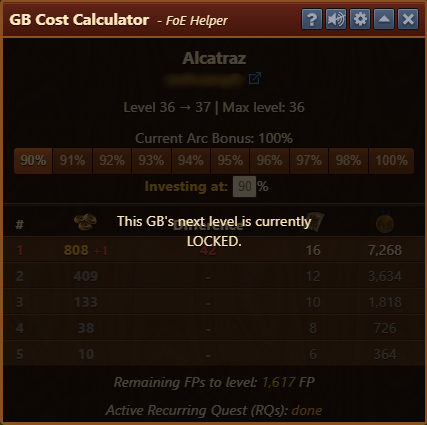 GB Cost Calculator - FoE Helper
Alcatraz
Level 36 → 37 | Max level: 36
Current Arc Bonus: 100%
90% 91% 92% 93% 94% 95% 96% 97% 98% 100%
Investing at: 90 %
# Difference
This GB's next level is currently
LOCKED.
1 808 +1 42 16 7,268
2 409 - 12 3,634
3 133 - 10 1,818
4 38 - 8 726
5 10 - 6 364
Remaining FPs to level: 1,617 FP
Active Recurring Quest (RQs): done